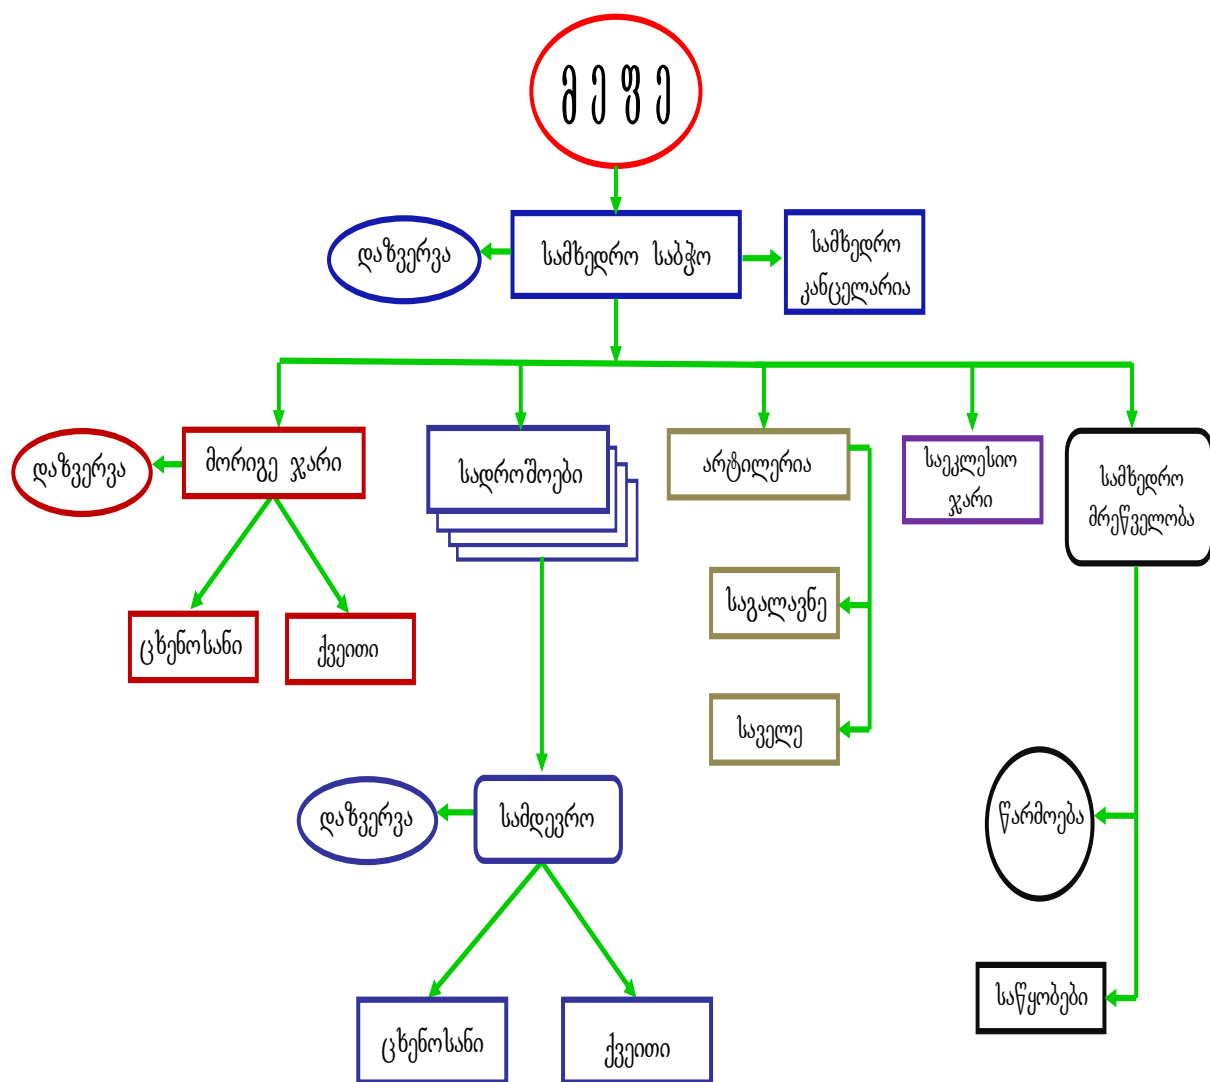 მეფე
დაზვერვა
სამხედრო საბჭო
სამხედრო
კანცელარია
დაზვერვა
მორიგე ჯარი
სადროშოები
არტილერია
საეკლესიო
ჯარი
სამხედრო
მრეწველობა
ცხენოსანი
ქვეითი
საგალავნე
საველე
დაზვერვა
სამდევრო
წარმოება
საწყობები
ცხენოსანი
ქვეითი